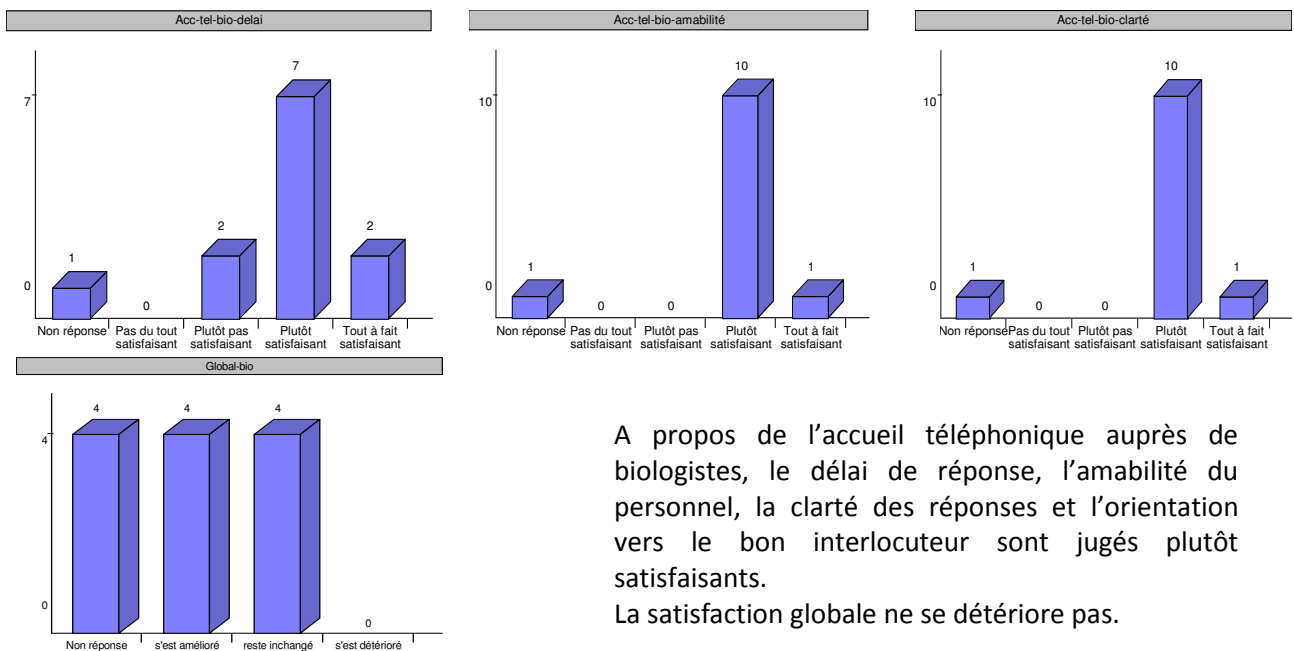 Acc-tel-bio-delai
7
7
2
2
1
0
0
Non réponse Pas du tout satisfaisant Plutôt pas satisfaisant Plutôt satisfaisant Tout à fait satisfaisant
Acc-tel-bio-amabilité
10
10
1
1
0
0
0
Non réponse Pas du tout satisfaisant Plutôt pas satisfaisant Plutôt satisfaisant Tout à fait satisfaisant
Acc-tel-bio-clarté
10
10
1
1
0
0
0
Non réponse Pas du tout satisfaisant Plutôt pas satisfaisant Plutôt satisfaisant Tout à fait satisfaisant
Global-bio
4 4 4
4
0
0
Non réponse s'est amélioré reste inchangé s'est détérioré
A propos de l’accueil téléphonique auprès de
biologistes, le délai de réponse, l’amabilité du
personnel, la clarté des réponses et l’orientation
vers le bon interlocuteur sont jugés plutôt
satisfaisants.
La satisfaction globale ne se détériore pas.